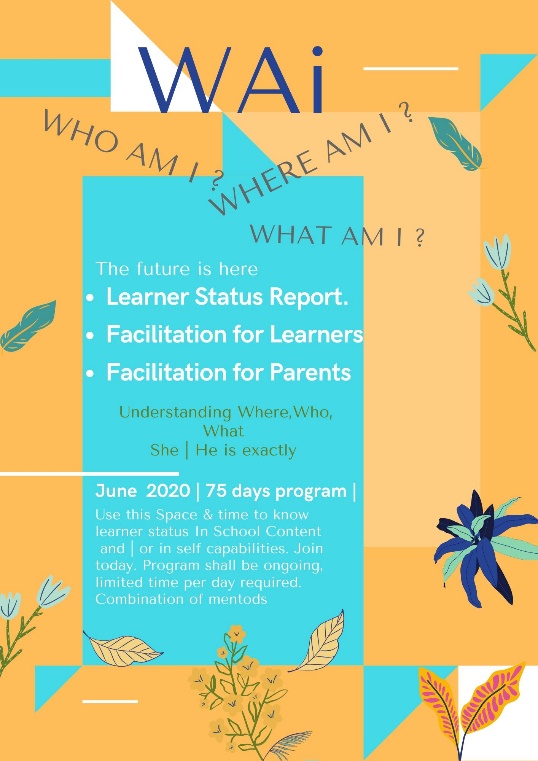 WAi
WHO AM I ?
WHERE AM I ?
WHAT AM I ?
The future is here
• Learner Status Report.
• Facilitation for Learners
• Facilitation for Parents
Understanding Where,Who,
What
She | He is exactly
June 2020 | 75 days program |
Use this Space & time to know
learner status In School Content
and | or in self capabilities. Join
today. Program shall be ongoing,
limited time per day required.
Combination of mentods